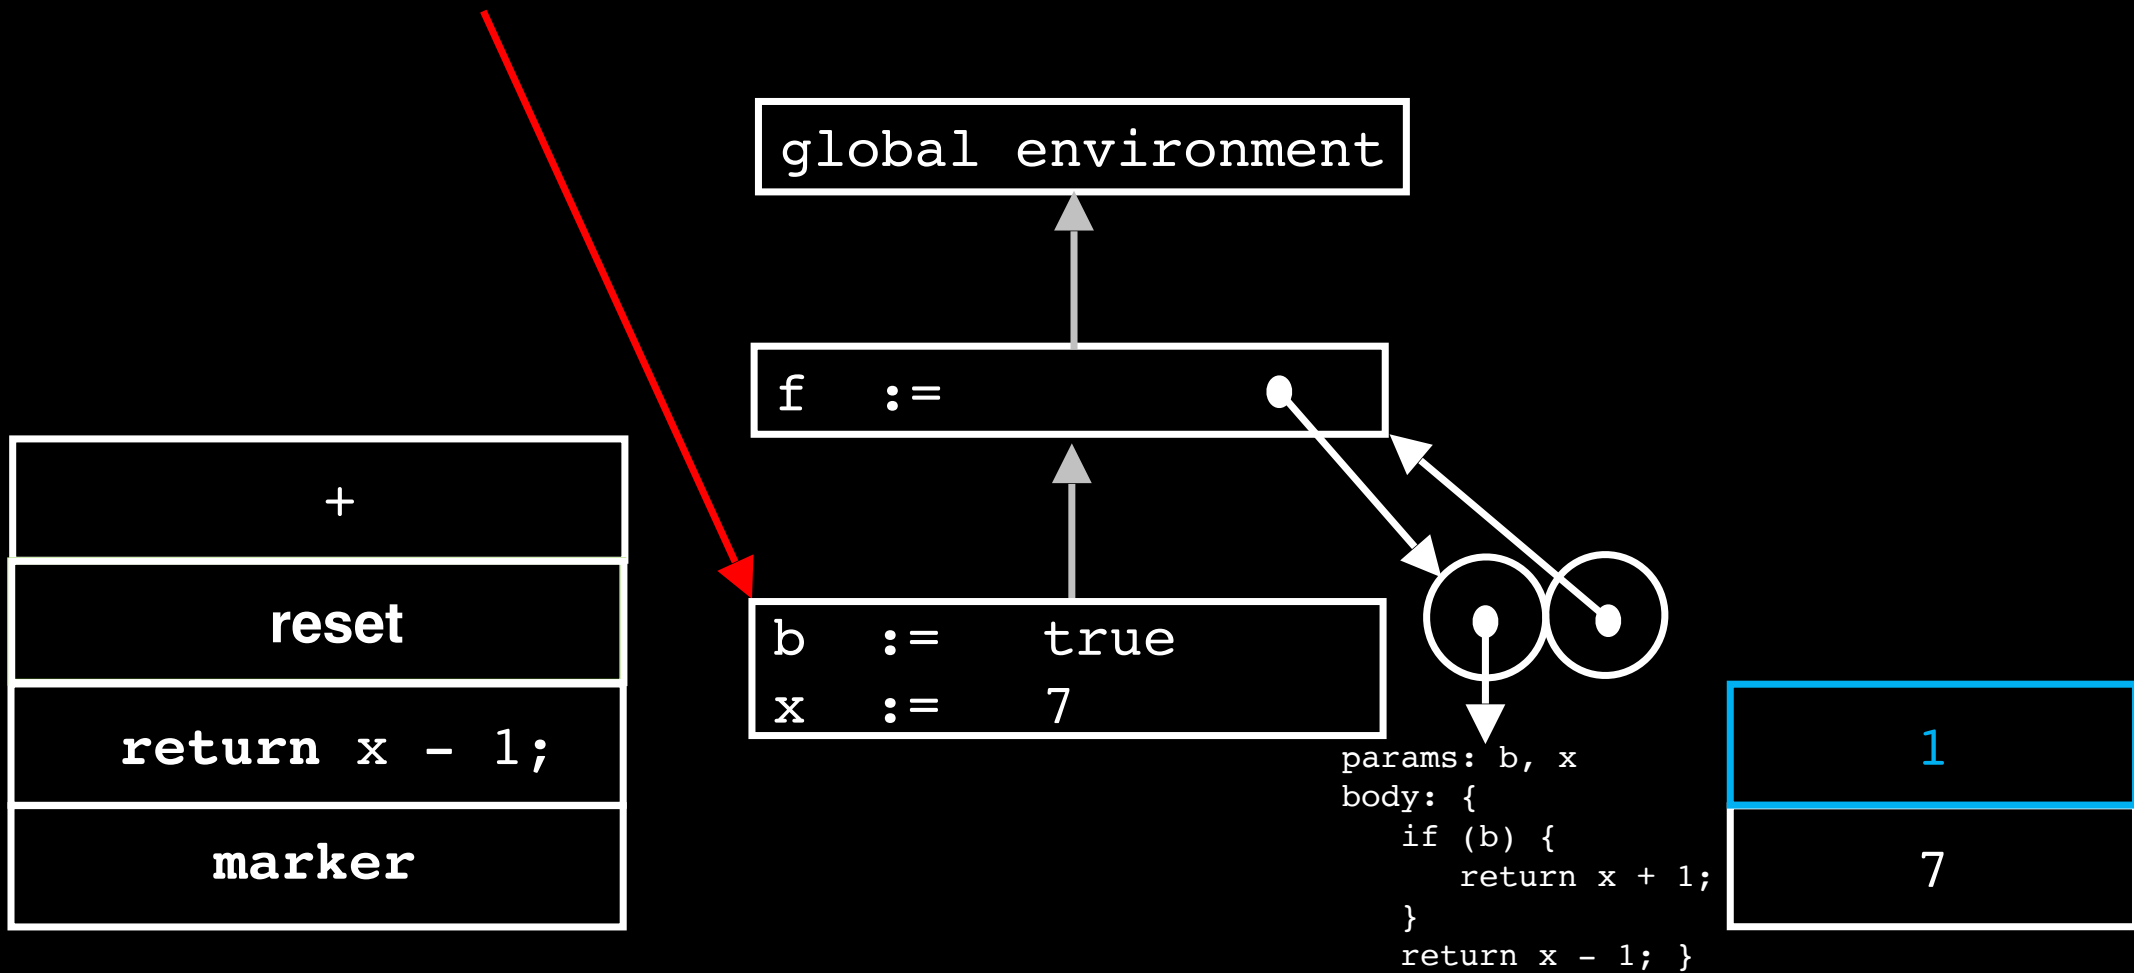 global environment
f :=
+
reset
return x - 1;
marker
b := true
x := 7
params: b, x
body: {
if (b) {
return x + 1;
}
return x - 1; }
1
7